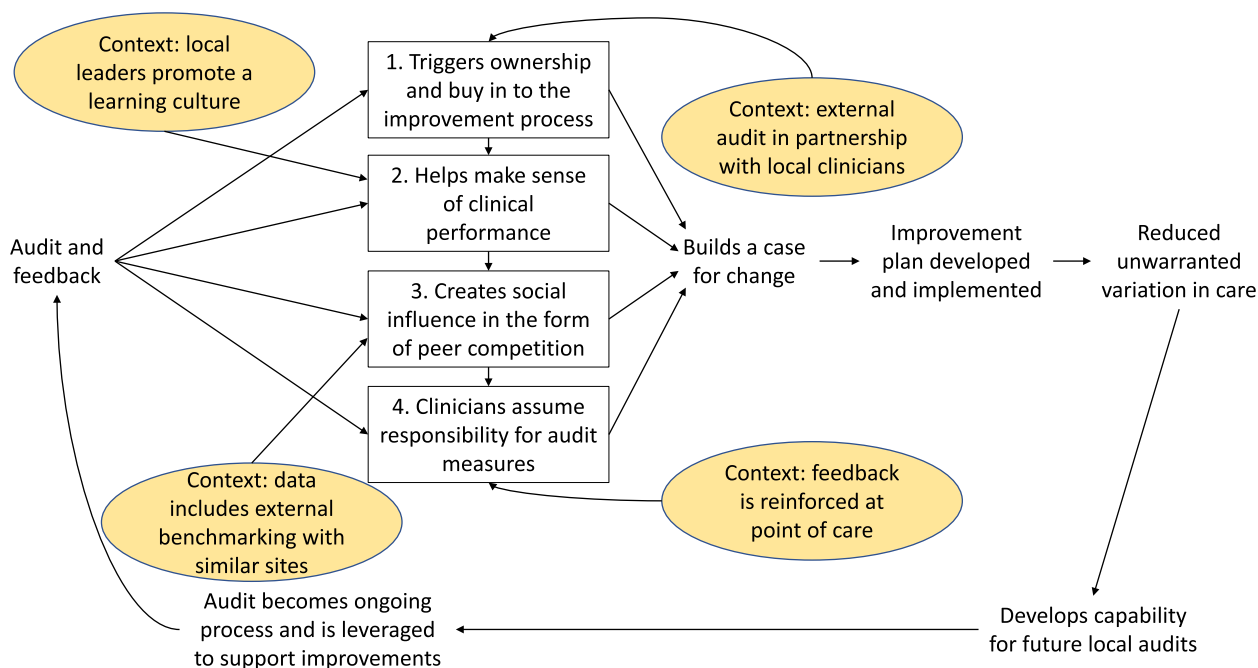 Context: local
leaders promote a
learning culture
1. Triggers ownership
and buy in to the
improvement process
Context: external
audit in partnership
with local clinicians
2. Helps make sense
of clinical
performance
Audit and
feedback
3. Creates social
influence in the form
of peer competition
Builds a case
for change
Improvement
plan developed
and implemented
Reduced
unwarranted
variation in care
4. Clinicians assume
responsibility for audit
measures
Context: data
includes external
benchmarking with
similar sites
Context: feedback
is reinforced at
point of care
Audit becomes ongoing
process and is leveraged
to support improvements
Develops capability
for future local audits